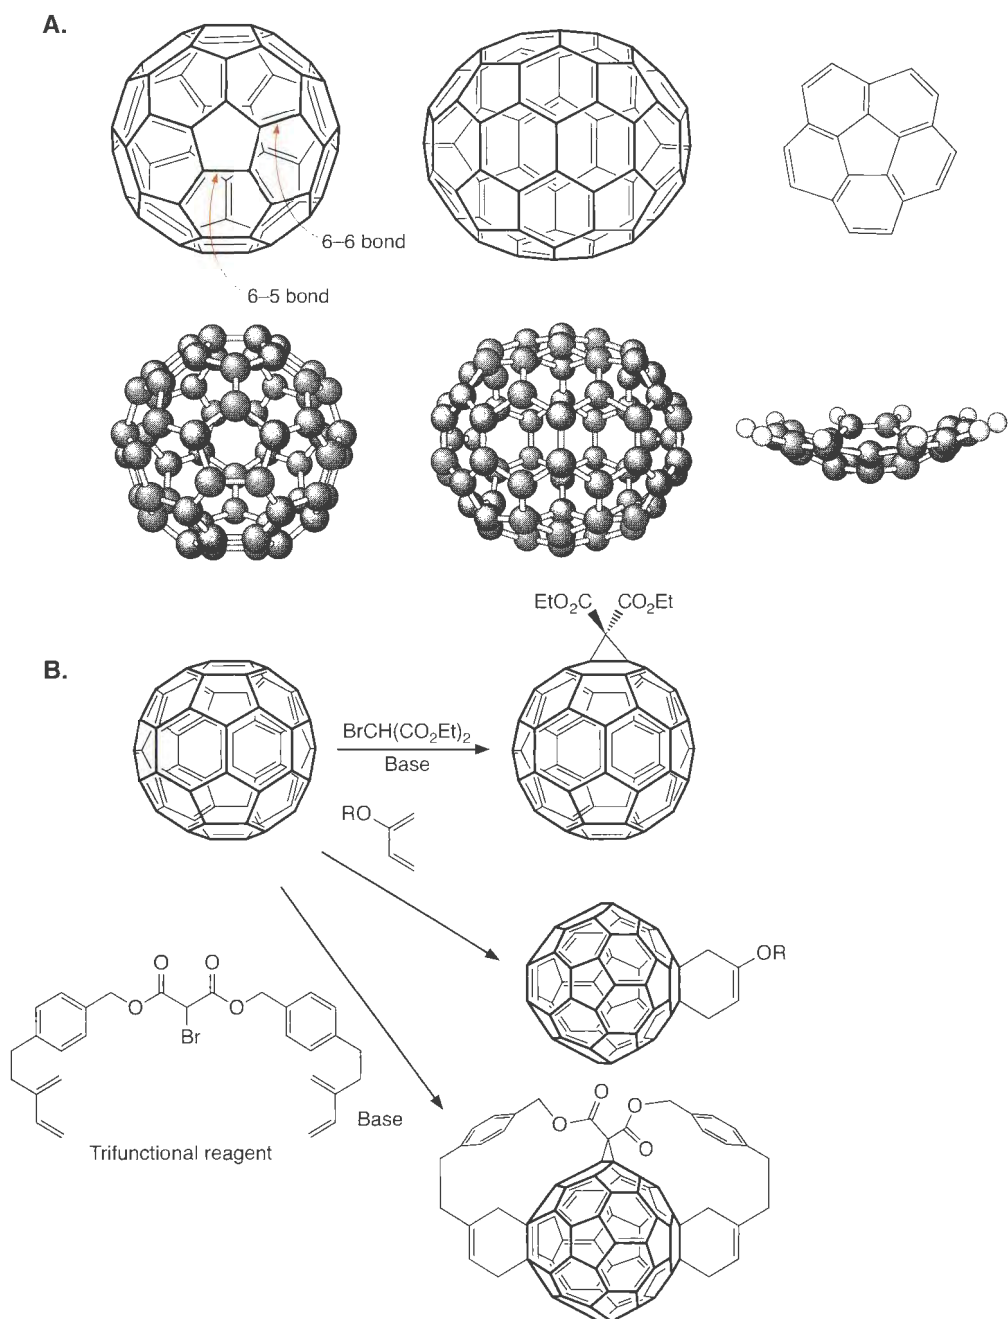 A.
6–6 bond
6–5 bond
B.
EtO₂C CO₂Et
BrCH(CO₂Et)₂
Base
RO
OR
O O
O O
Br
Base
Trifunctional reagent
O O
O O